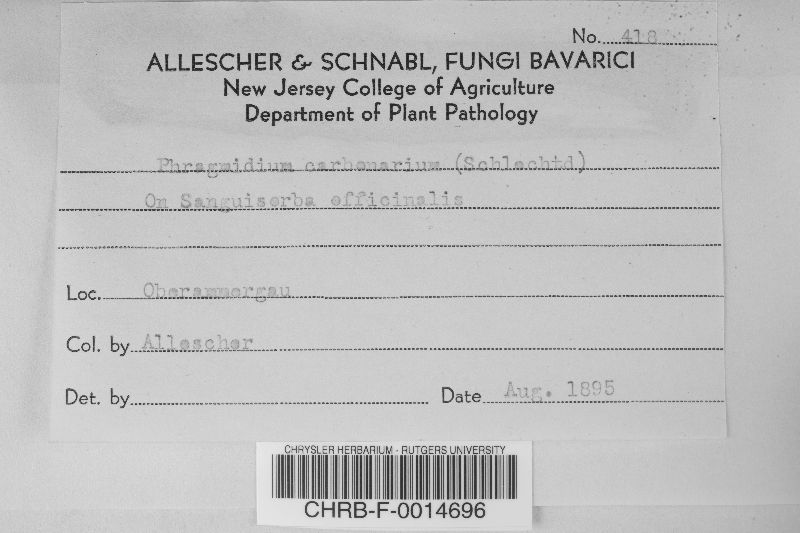 No. 418
ALLESCHER & SCHNABL, FUNGI BAVARICI
New Jersey College of Agriculture
Department of Plant Pathology
Phragmidium carbonarium (Schlechtd)
On Sanguisorba officinalis
Loc. Oberammergau
Col. by Allescher
Det. by
Date Aug. 1895
CHRYSLER HERBARIUM - RUTGERS UNIVERSITY
CHRB-F-0014696